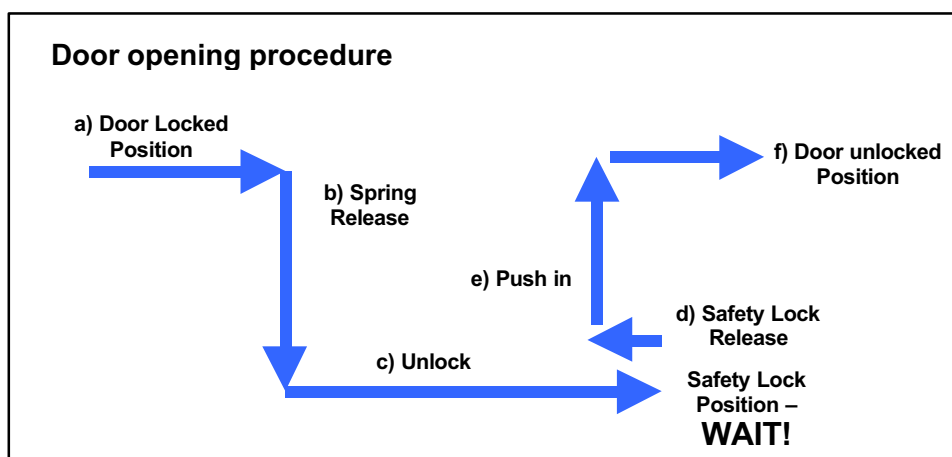 Door opening procedure
a) Door Locked
Position
b) Spring
Release
c) Unlock
Safety Lock
Position –
WAIT!
d) Safety Lock
Release
e) Push in
f) Door unlocked
Position